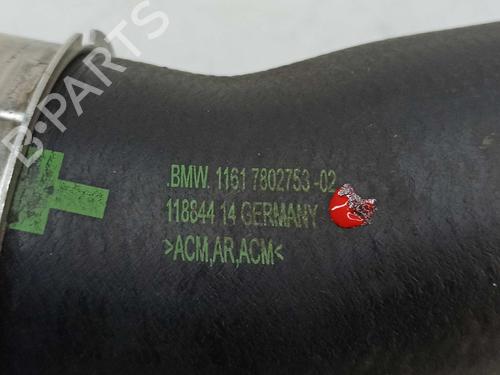 B-PARTS
.BMW. 1161 7802753 -02
118844 14 GERMANY
>ACM,AR,ACM<